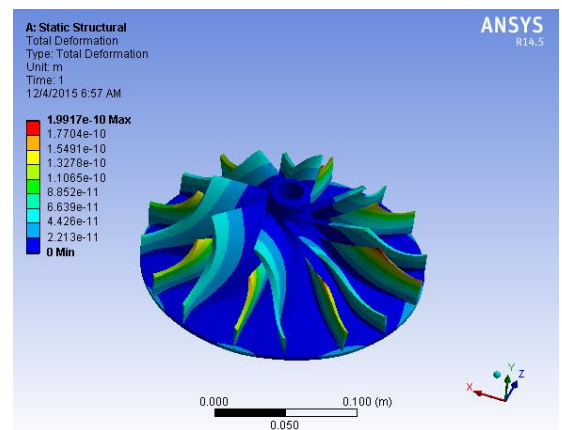 A: Static Structural
Total Deformation
Type: Total Deformation
Unit: m
Time: 1
12/4/2015 6:57 AM
ANSYS
R14.5
1.9917e-10 Max
1.7704e-10
1.5491e-10
1.3278e-10
1.1065e-10
8.852e-11
6.639e-11
4.426e-11
2.213e-11
0 Min
0.000
0.100 (m)
0.050
X
Y
Z